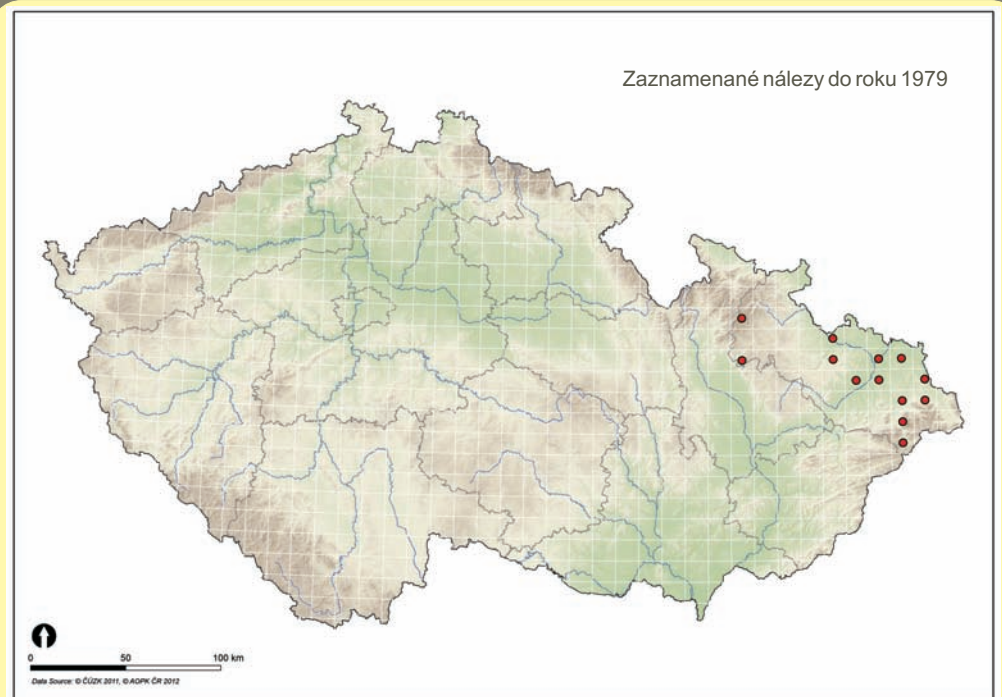 Zaznamenané nálezy do roku 1979
0 50 100 km
Data Source: © ČÚZK 2011, © AOPK ČR 2012